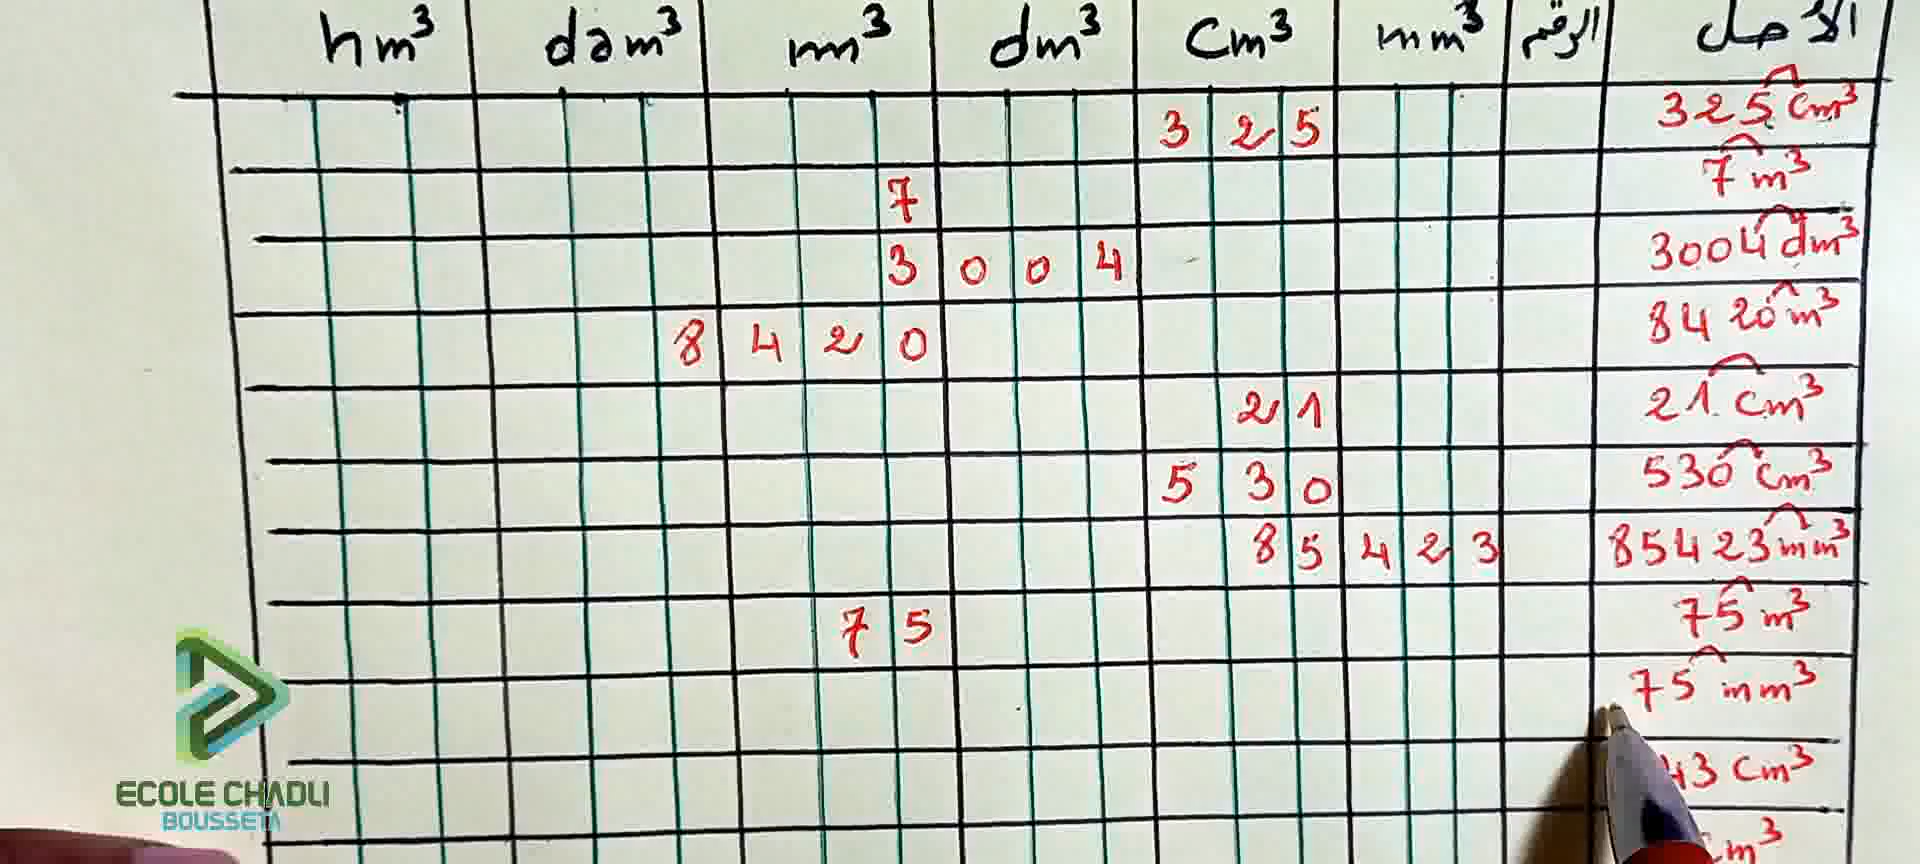 hm³ dam³ m³ dm³ cm³ mm³ الرقم الأصل
3 2 5 325 cm³
7 7 m³
3 0 0 4 3004 dm³
8 4 2 0 8420 m³
2 1 21 cm³
5 3 0 530 cm³
8 5 4 2 3 85423 mm³
7 5 75 m³
75 mm³
43 cm³
m³
ECOLE CHADLI
BOUSSETA